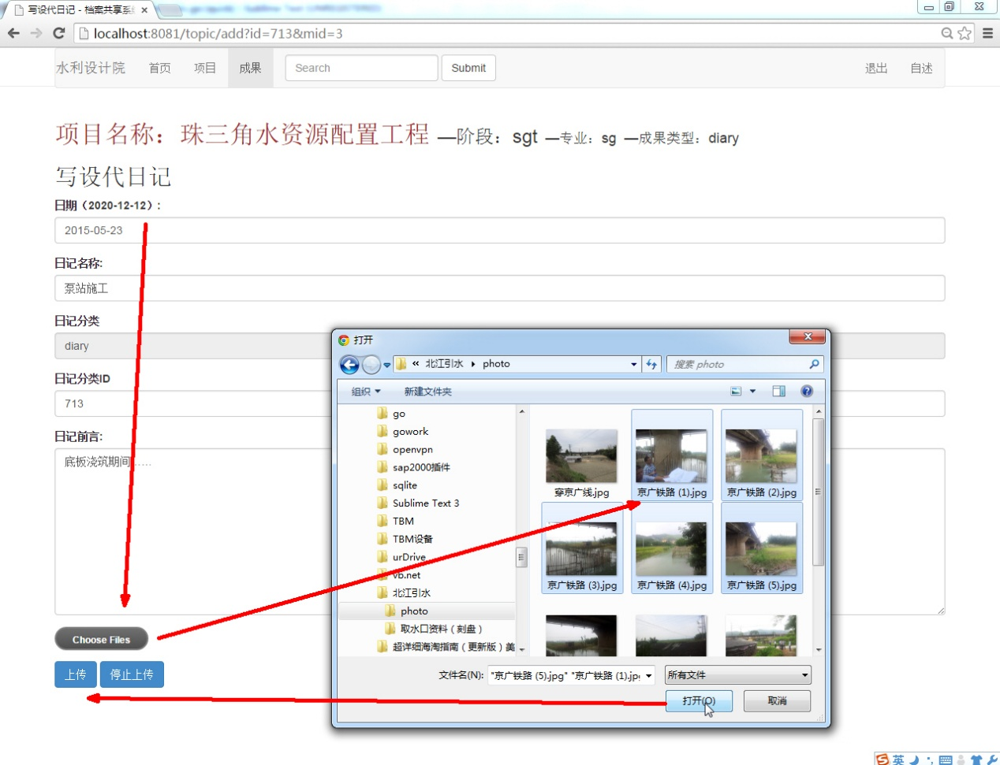 写设代日记 - 档案共享系
localhost:8081/topic/add?id=713&mid=3
水利设计院 首页 项目 成果 Search Submit 退出 自述
项目名称：珠三角水资源配置工程 —阶段：sgt —专业：sg —成果类型：diary
写设代日记
日期（2020-12-12）:
2015-05-23
日记名称:
泵站施工
日记分类
diary
日记分类ID
713
日记前言:
底板浇筑期间……
Choose Files
上传 停止上传
打开
« 北江引水 photo
搜索 photo
组织 新建文件夹
go
gowork
openvpn
sap2000插件
sqlite
Sublime Text 3
TBM
TBM设备
urDrive
vb.net
北江引水
photo
取水口资料（刻盘）
超详细海淘指南（更新版）美
穿京广线.jpg 京广铁路 (1).jpg 京广铁路 (2).jpg
京广铁路 (3).jpg 京广铁路 (4).jpg 京广铁路 (5).jpg
文件名(N): "京广铁路 (5).jpg" "京广铁路 (1).jp 所有文件
打开(O) 取消
英